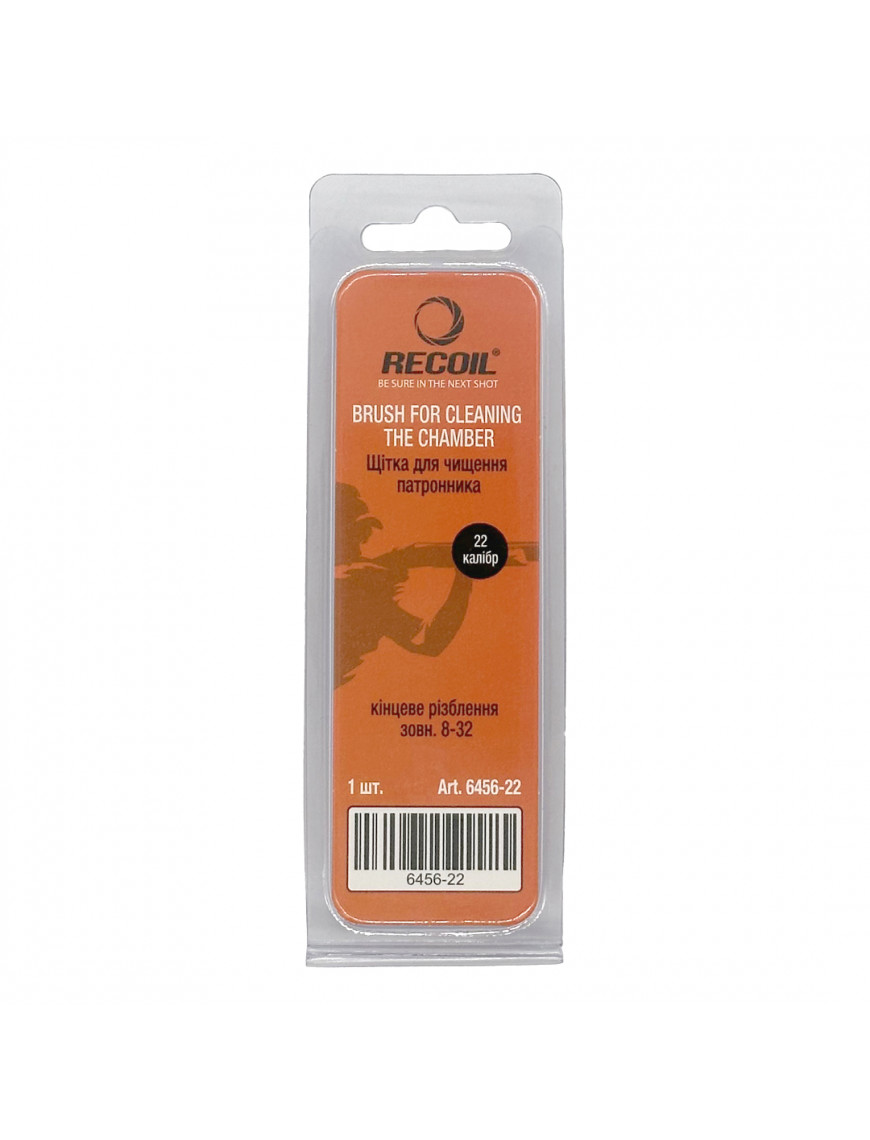 RECOIL®
BE SURE IN THE NEXT SHOT
BRUSH FOR CLEANING
THE CHAMBER
Щітка для чищення
патронника
22
калібр
кінцеве різблення
зовн. 8-32
1 шт. Art. 6456-22
6456-22